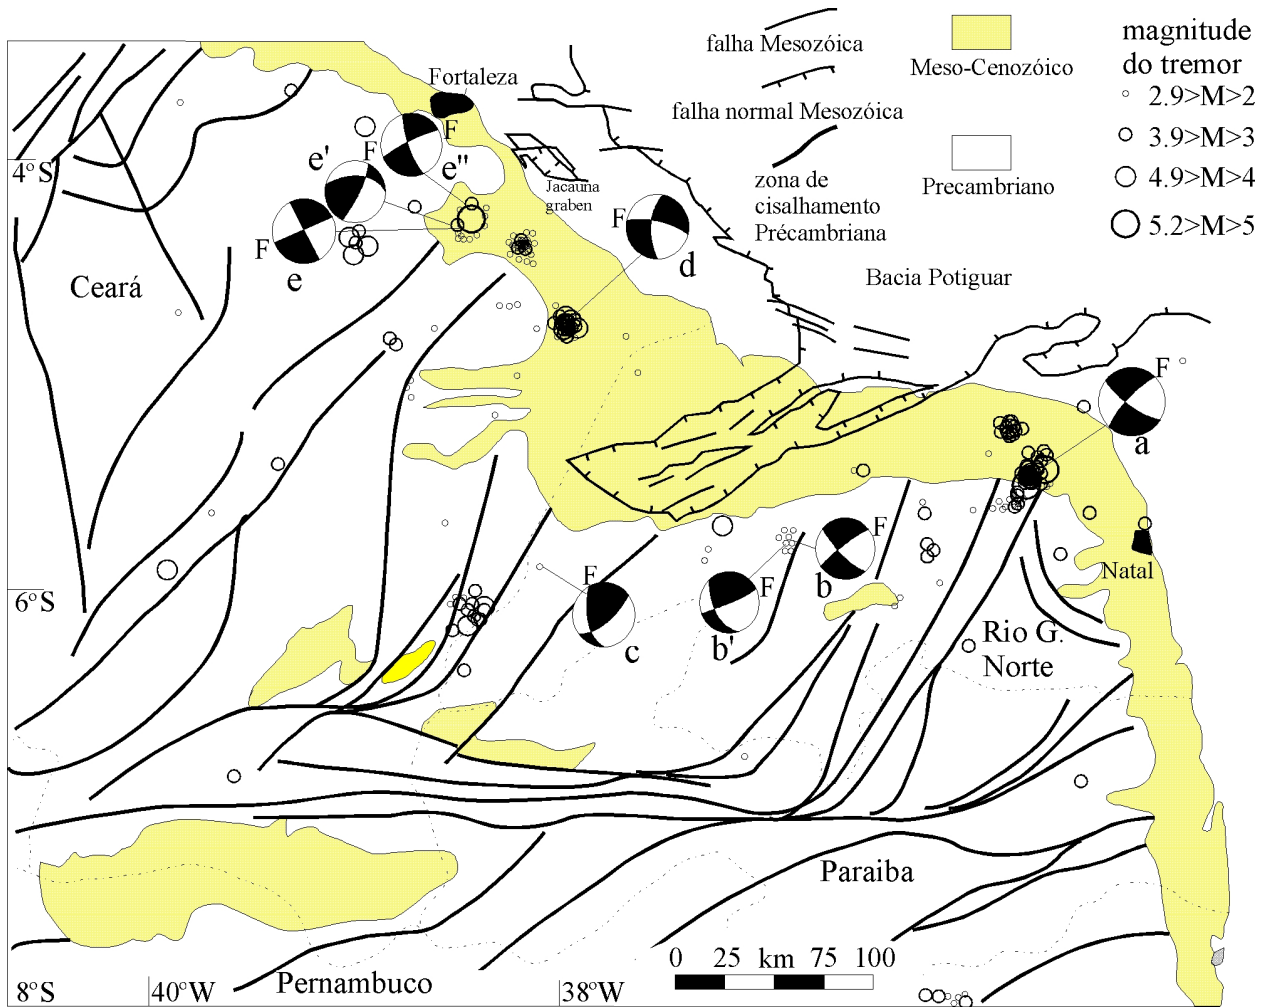 falha Mesozóica
falha normal Mesozóica
zona de
cisalhamento
Précambriana
Meso-Cenozóico
Precambriano
magnitude
do tremor
2.9>M>2
3.9>M>3
4.9>M>4
5.2>M>5
Fortaleza
F
e''
e'
F
F
e
4°S
Jacauna
graben
F
d
Bacia Potiguar
Ceará
F
a
F
b
F
b'
F
c
Natal
6°S
Rio G.
Norte
Paraiba
0 25 km 75 100
Pernambuco
8°S
40°W
38°W